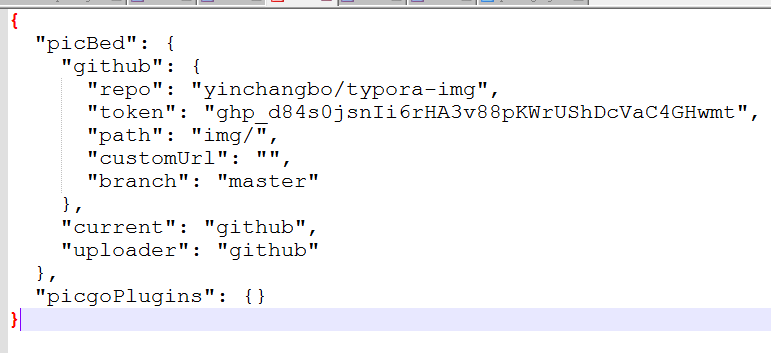 {
"picBed": {
"github": {
"repo": "yinchangbo/typora-img",
"token": "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",
"path": "img/",
"customUrl": "",
"branch": "master"
},
"current": "github",
"uploader": "github"
},
"picgoPlugins": {}
}